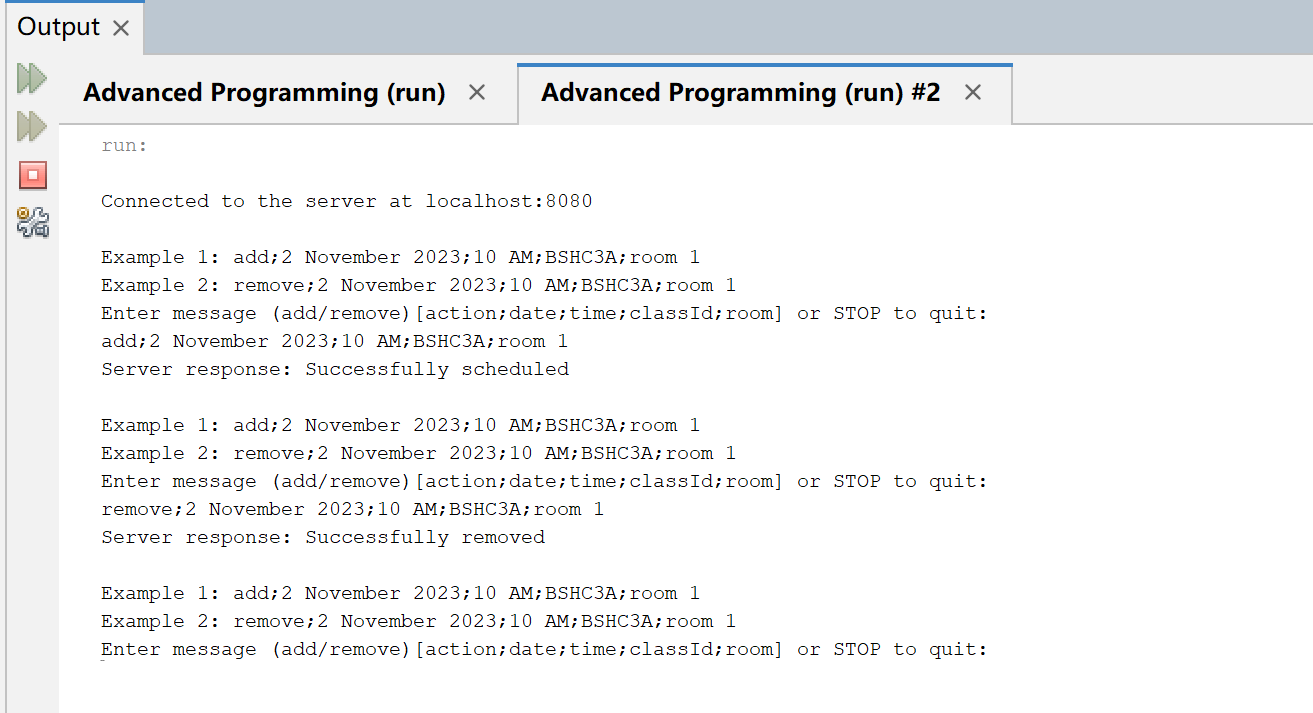 Output
Advanced Programming (run)
Advanced Programming (run) #2
run:
Connected to the server at localhost:8080
Example 1: add;2 November 2023;10 AM;BSHC3A;room 1
Example 2: remove;2 November 2023;10 AM;BSHC3A;room 1
Enter message (add/remove)[action;date;time;classId;room] or STOP to quit:
add;2 November 2023;10 AM;BSHC3A;room 1
Server response: Successfully scheduled
Example 1: add;2 November 2023;10 AM;BSHC3A;room 1
Example 2: remove;2 November 2023;10 AM;BSHC3A;room 1
Enter message (add/remove)[action;date;time;classId;room] or STOP to quit:
remove;2 November 2023;10 AM;BSHC3A;room 1
Server response: Successfully removed
Example 1: add;2 November 2023;10 AM;BSHC3A;room 1
Example 2: remove;2 November 2023;10 AM;BSHC3A;room 1
Enter message (add/remove)[action;date;time;classId;room] or STOP to quit: